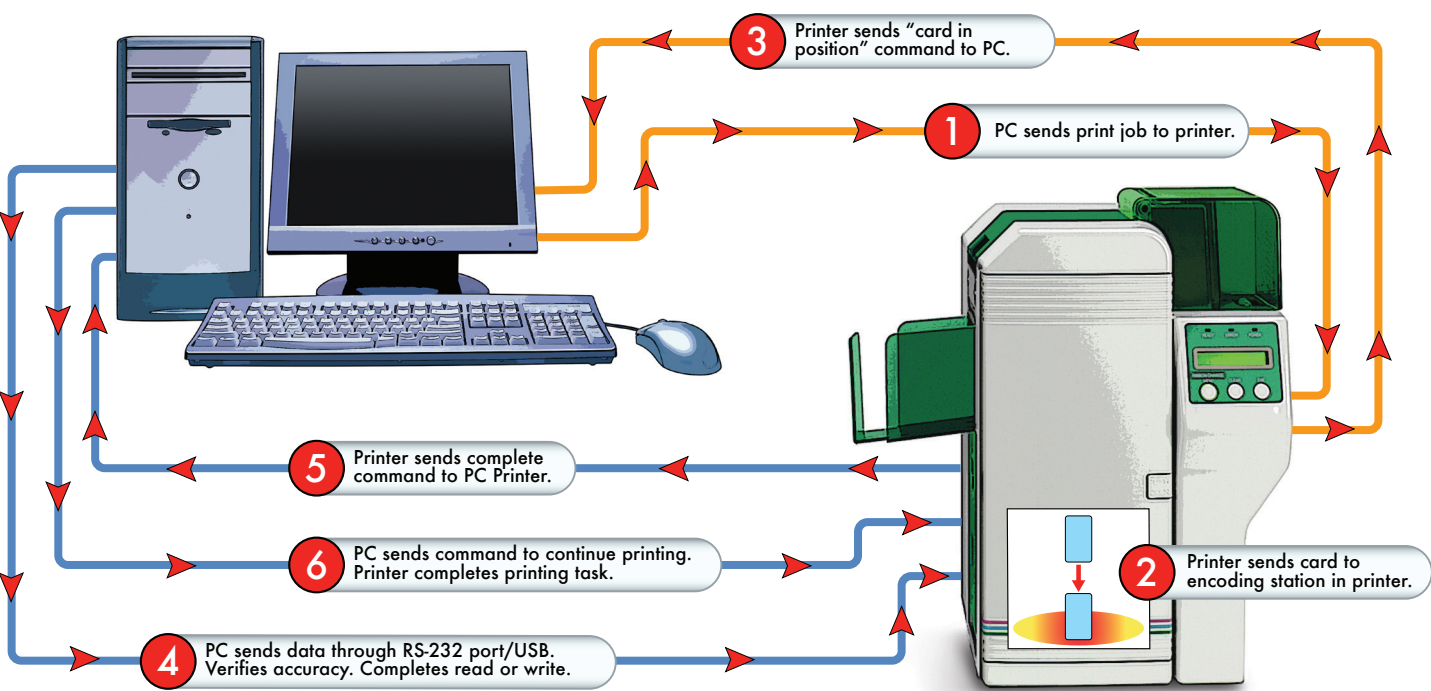 3
Printer sends “card in
position” command to PC.
1
PC sends print job to printer.
5
Printer sends complete
command to PC Printer.
6
PC sends command to continue printing.
Printer completes printing task.
2
Printer sends card to
encoding station in printer.
4
PC sends data through RS-232 port/USB.
Verifies accuracy. Completes read or write.